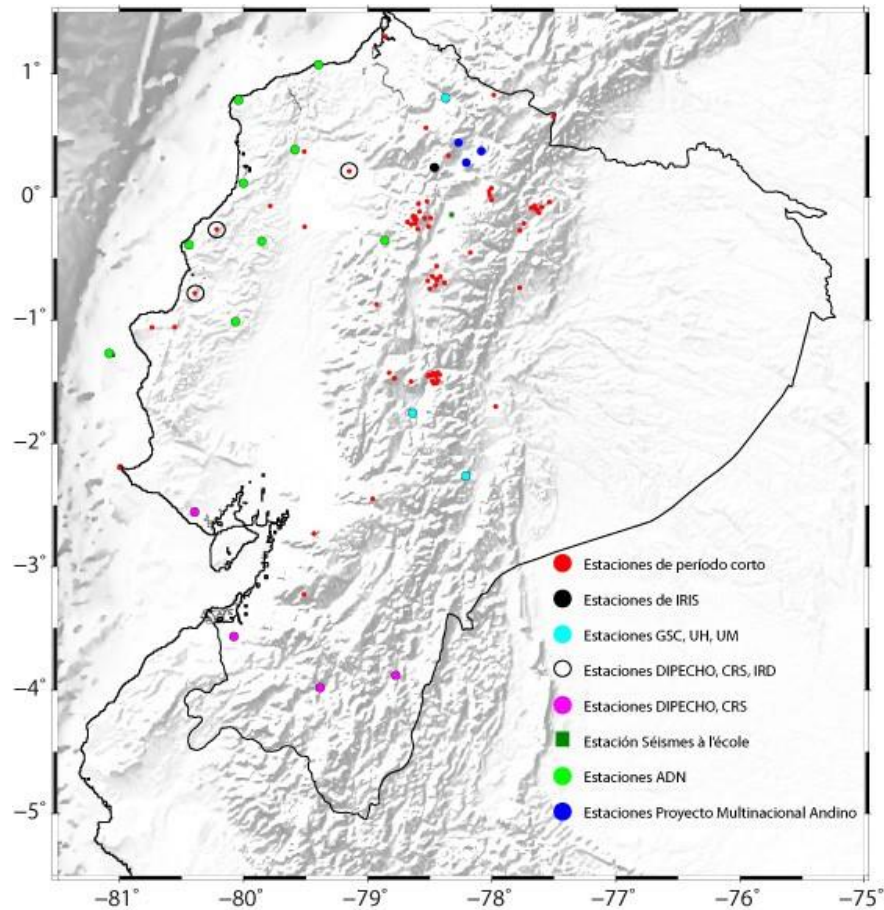 1°
0°
−1°
−2°
−3°
−4°
−5°
Estaciones de período corto
Estaciones de IRIS
Estaciones GSC, UH, UM
Estaciones DIPECHO, CRS, IRD
Estaciones DIPECHO, CRS
Estación Séismes à l'école
Estaciones ADN
Estaciones Proyecto Multinacional Andino
−81 −80 −79 −78 −77 −76 −75°